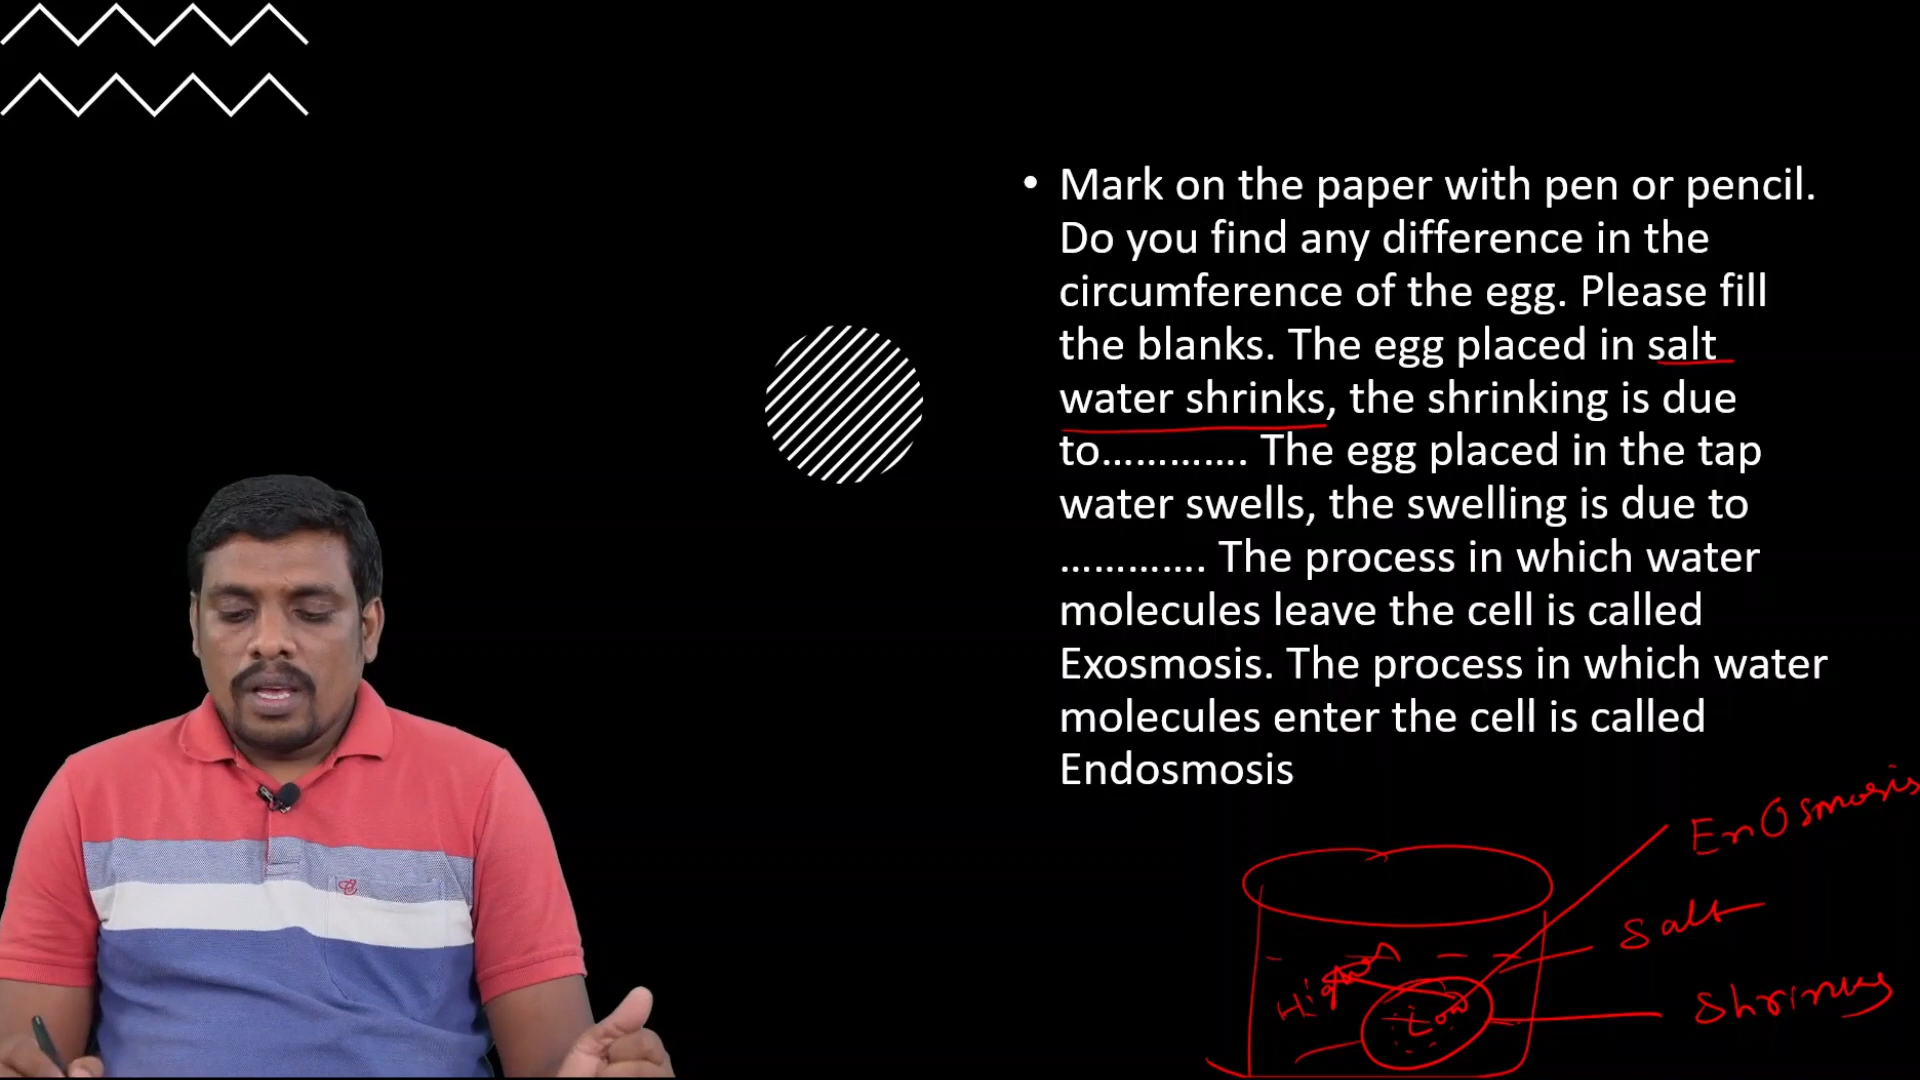 • Mark on the paper with pen or pencil.
Do you find any difference in the
circumference of the egg. Please fill
the blanks. The egg placed in salt
water shrinks, the shrinking is due
to…………. The egg placed in the tap
water swells, the swelling is due to
…………. The process in which water
molecules leave the cell is called
Exosmosis. The process in which water
molecules enter the cell is called
Endosmosis
EnOsmosis
Salt
High
Low
Shrinks